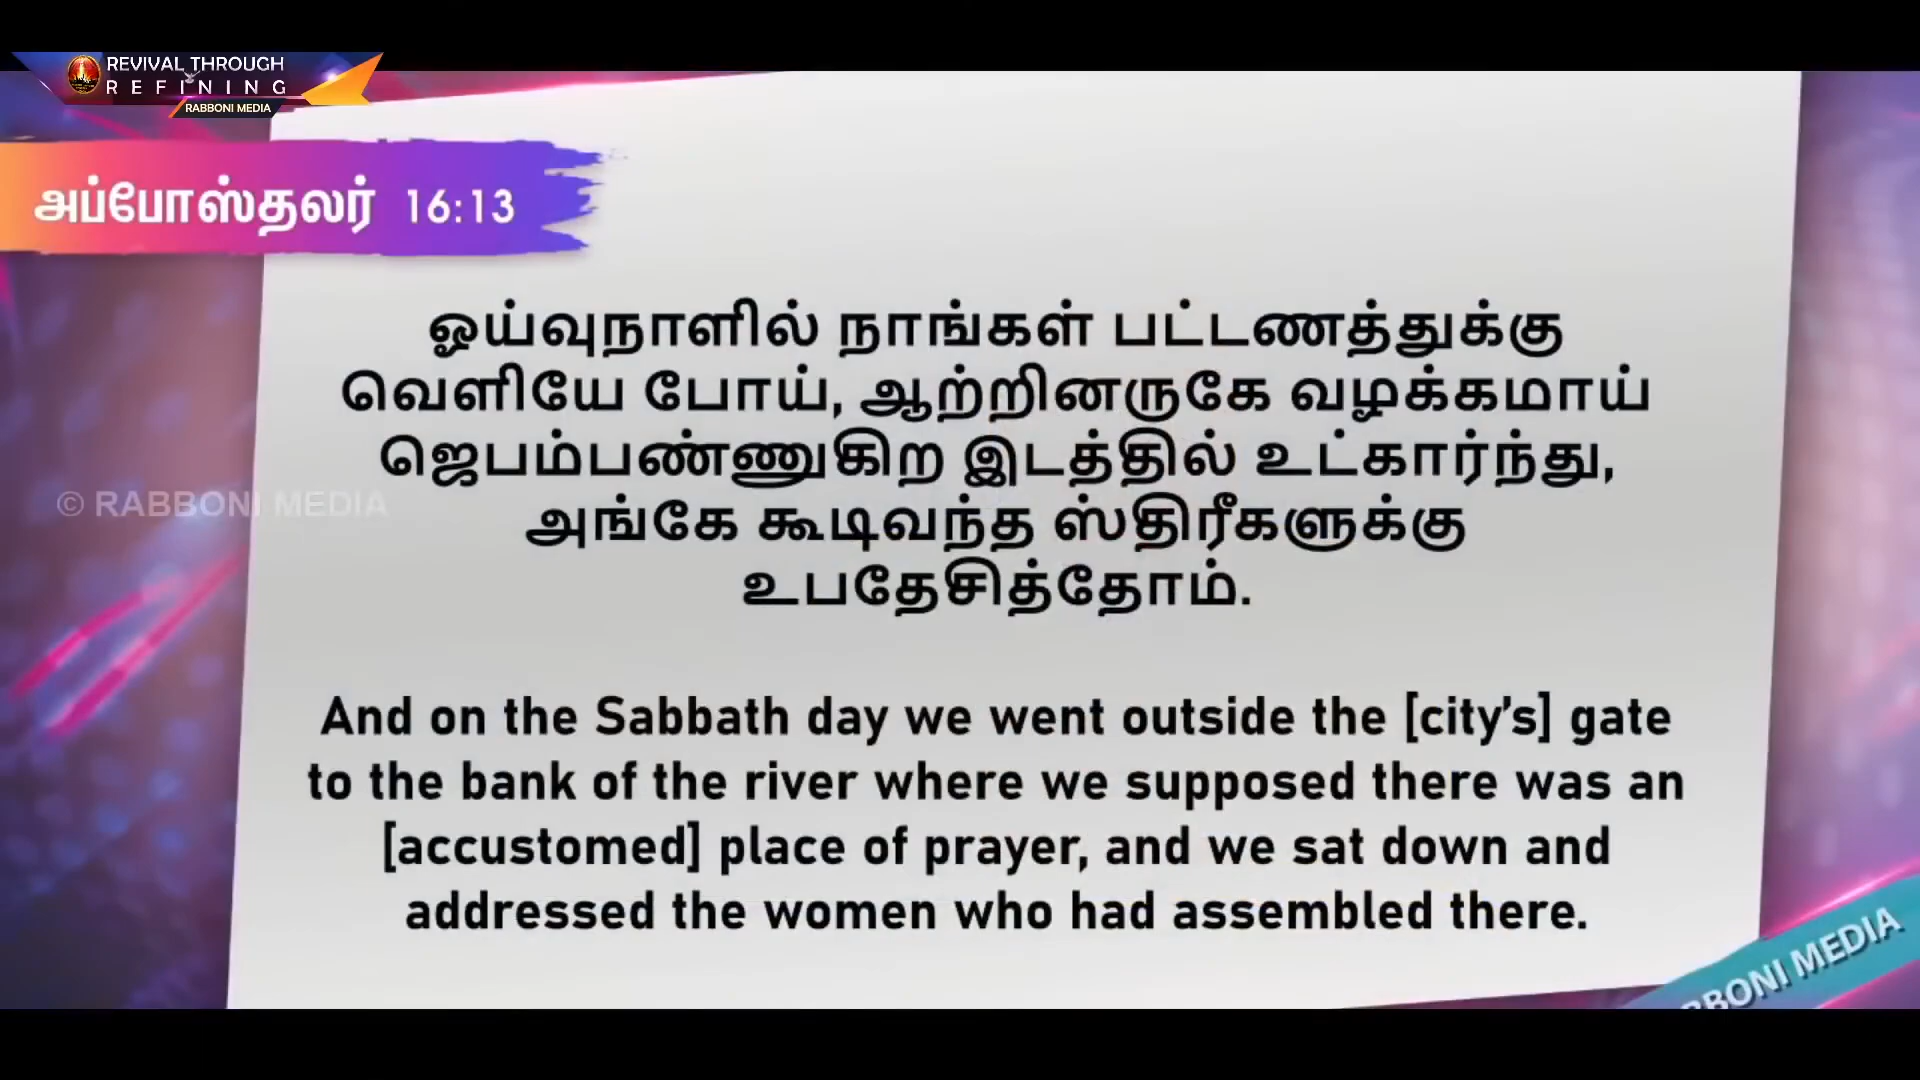 REVIVAL THROUGH
REFINING
RABBONI MEDIA
அப்போஸ்தலர் 16:13
ஓய்வுநாளில் நாங்கள் பட்டணத்துக்கு
வெளியே போய், ஆற்றினருகே வழக்கமாய்
ஜெபம்பண்ணுகிற இடத்தில் உட்கார்ந்து,
© RABBONI MEDIA
அங்கே கூடிவந்த ஸ்திரீகளுக்கு
உபதேசித்தோம்.
And on the Sabbath day we went outside the [city’s] gate
to the bank of the river where we supposed there was an
[accustomed] place of prayer, and we sat down and
addressed the women who had assembled there.
BBONI MEDIA